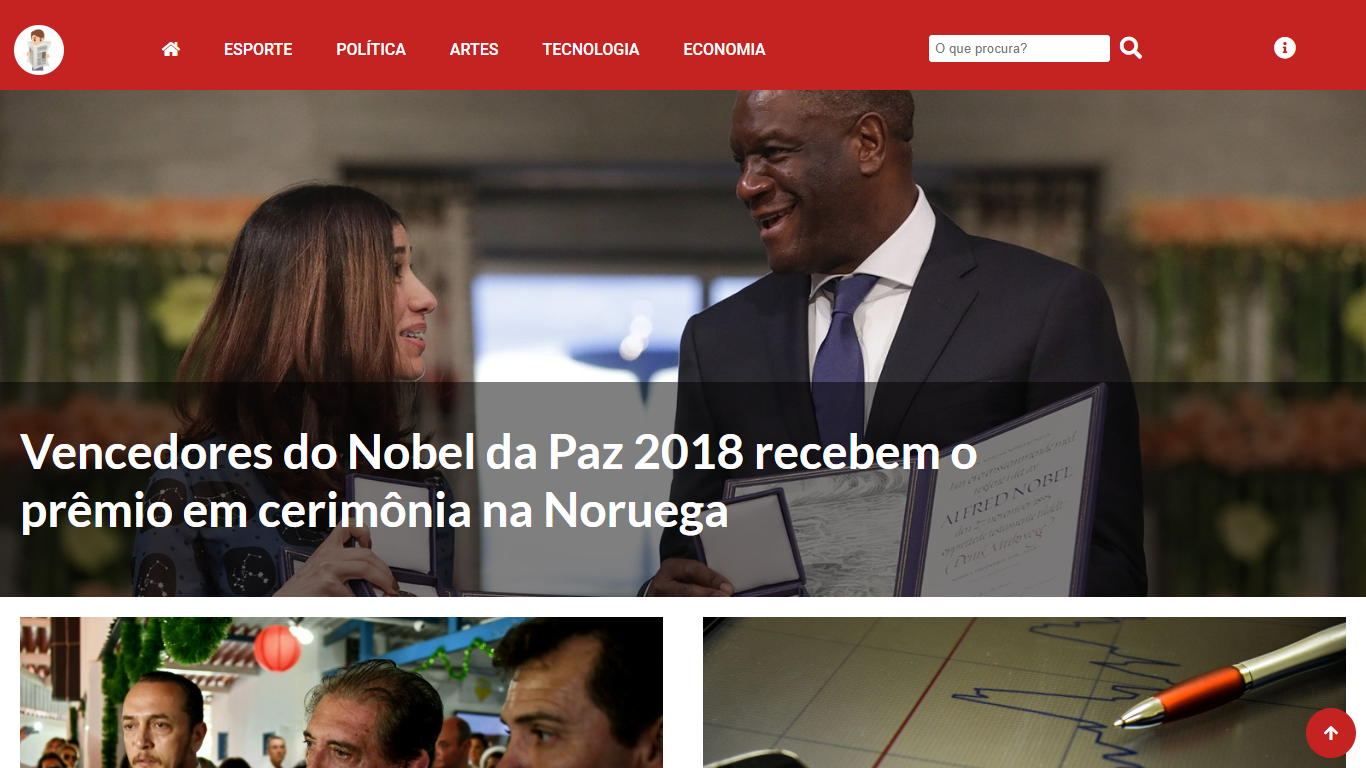 ESPORTE POLÍTICA ARTES TECNOLOGIA ECONOMIA O que procura?
ALFRED NOBEL
Vencedores do Nobel da Paz 2018 recebem o
prêmio em cerimônia na Noruega